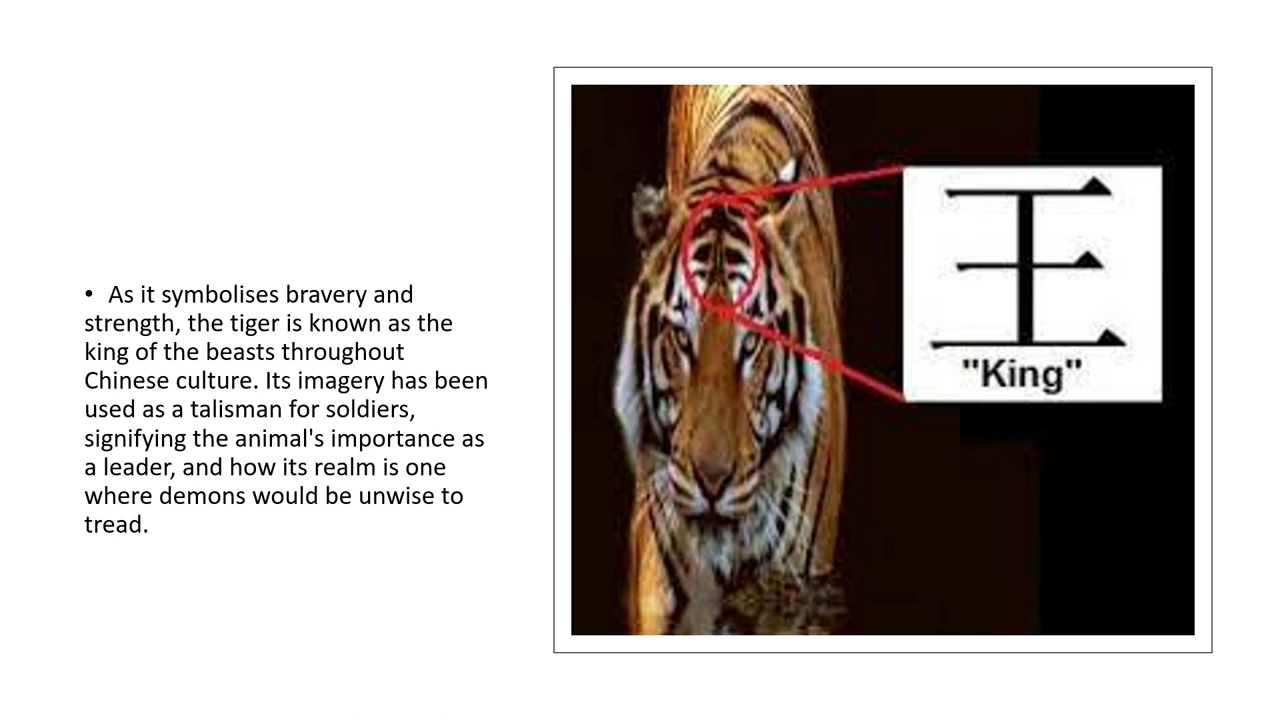 • As it symbolises bravery and
strength, the tiger is known as the
king of the beasts throughout
Chinese culture. Its imagery has been
used as a talisman for soldiers,
signifying the animal's importance as
a leader, and how its realm is one
where demons would be unwise to
tread.
王
"King"